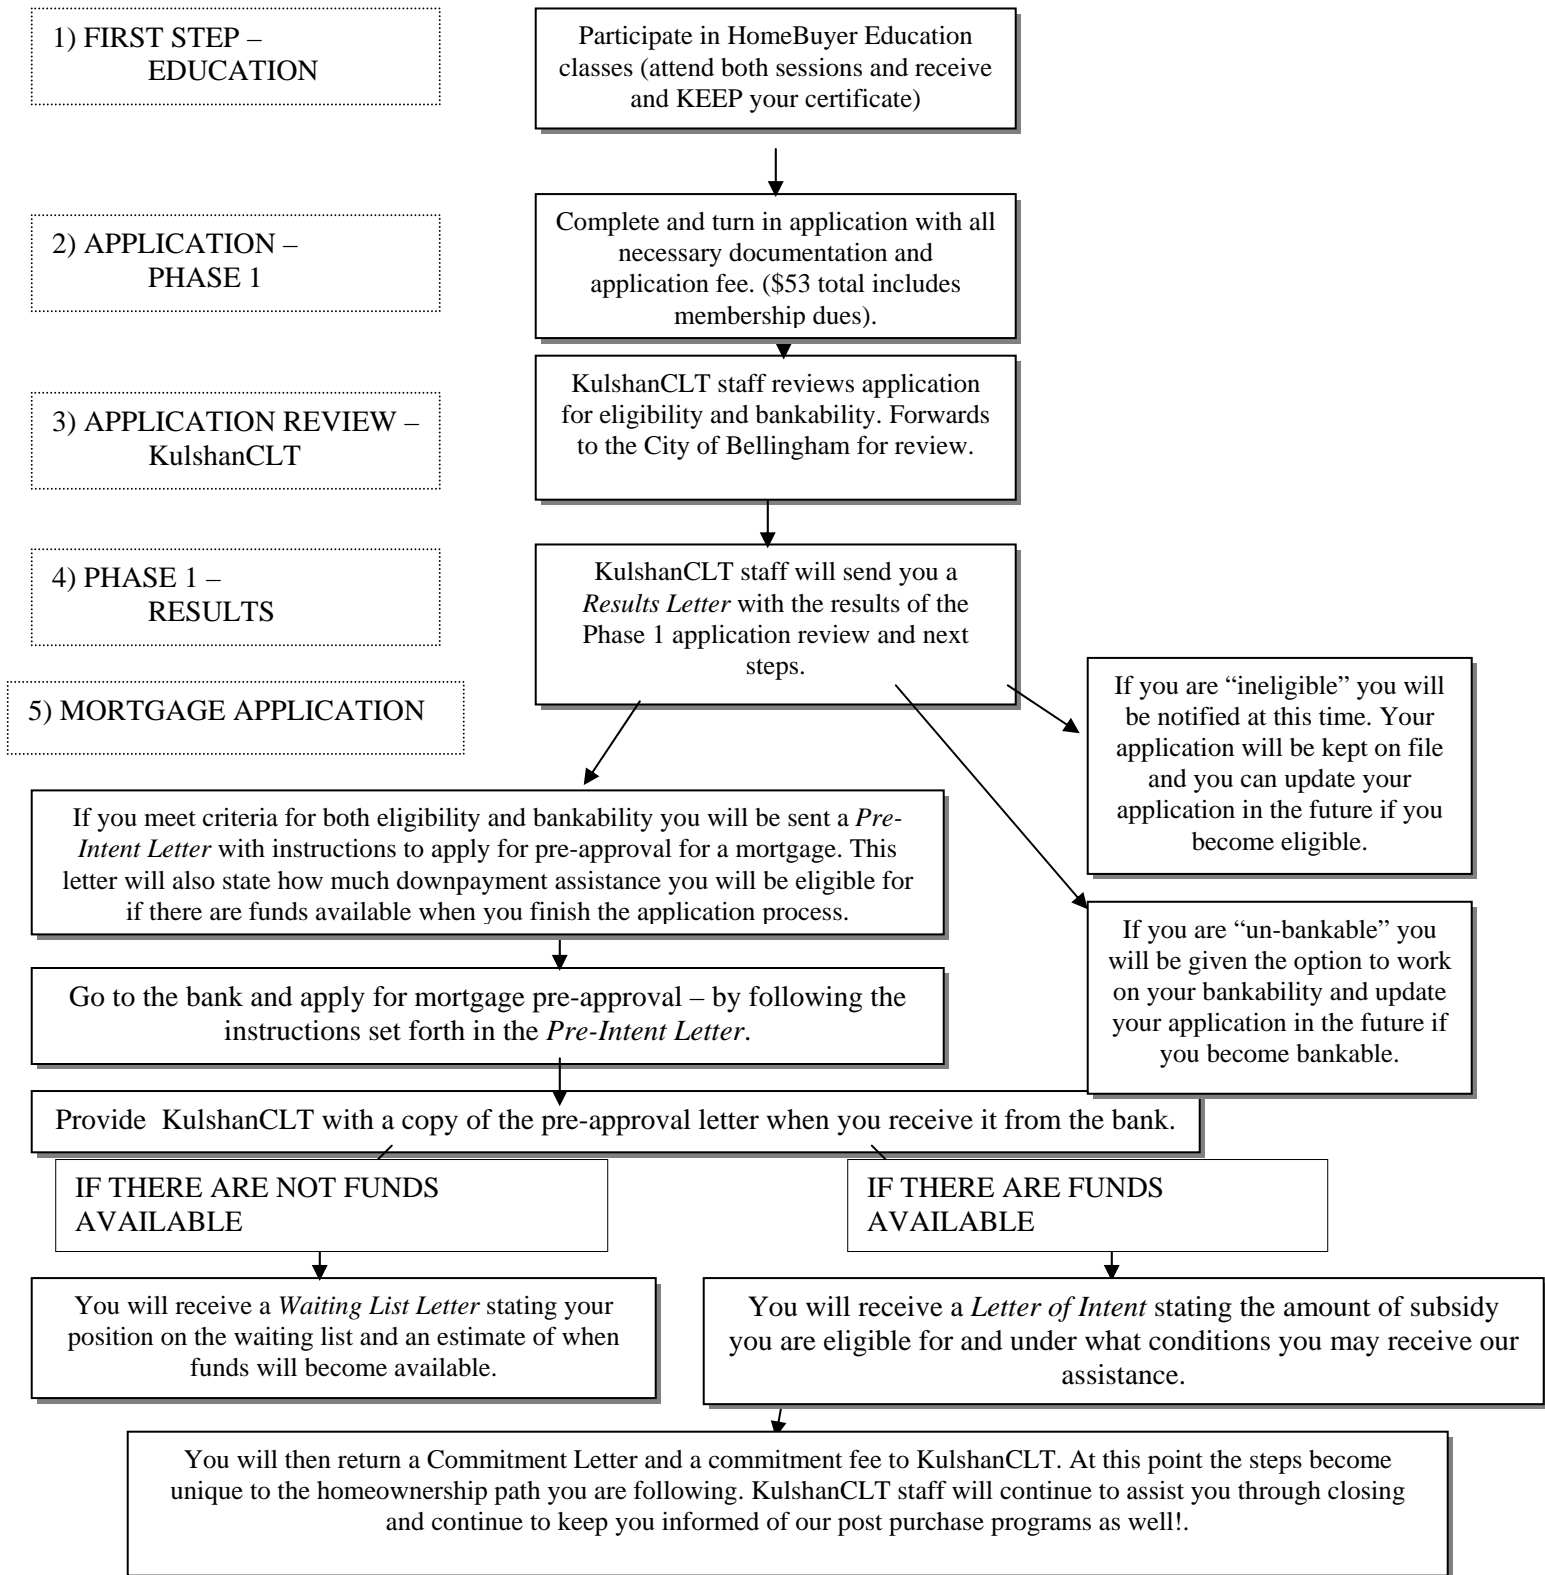 1) FIRST STEP –
EDUCATION
Participate in HomeBuyer Education
classes (attend both sessions and receive
and KEEP your certificate)
2) APPLICATION –
PHASE 1
Complete and turn in application with all
necessary documentation and
application fee. ($53 total includes
membership dues).
3) APPLICATION REVIEW –
KulshanCLT
KulshanCLT staff reviews application
for eligibility and bankability. Forwards
to the City of Bellingham for review.
4) PHASE 1 –
RESULTS
KulshanCLT staff will send you a
Results Letter with the results of the
Phase 1 application review and next
steps.
5) MORTGAGE APPLICATION
If you are “ineligible” you will
be notified at this time. Your
application will be kept on file
and you can update your
application in the future if you
become eligible.
If you meet criteria for both eligibility and bankability you will be sent a Pre-
Intent Letter with instructions to apply for pre-approval for a mortgage. This
letter will also state how much downpayment assistance you will be eligible for
if there are funds available when you finish the application process.
If you are “un-bankable” you
will be given the option to work
on your bankability and update
your application in the future if
you become bankable.
Go to the bank and apply for mortgage pre-approval – by following the
instructions set forth in the Pre-Intent Letter.
Provide KulshanCLT with a copy of the pre-approval letter when you receive it from the bank.
IF THERE ARE NOT FUNDS
AVAILABLE
IF THERE ARE FUNDS
AVAILABLE
You will receive a Waiting List Letter stating your
position on the waiting list and an estimate of when
funds will become available.
You will receive a Letter of Intent stating the amount of subsidy
you are eligible for and under what conditions you may receive our
assistance.
You will then return a Commitment Letter and a commitment fee to KulshanCLT. At this point the steps become
unique to the homeownership path you are following. KulshanCLT staff will continue to assist you through closing
and continue to keep you informed of our post purchase programs as well!.